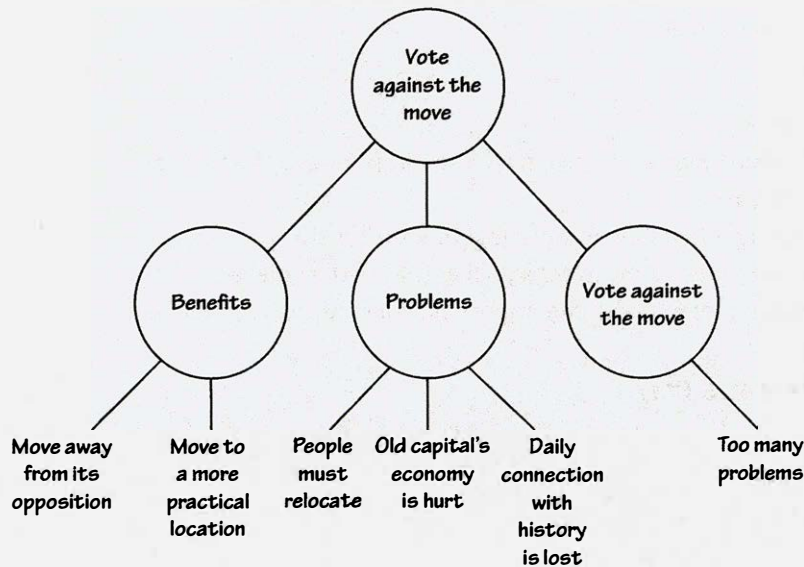 Vote
against the
move
Benefits
Problems
Vote against
the move
Move away
from its
opposition
Move to
a more
practical
location
People
must
relocate
Old capital's
economy
is hurt
Daily
connection
with
history
is lost
Too many
problems